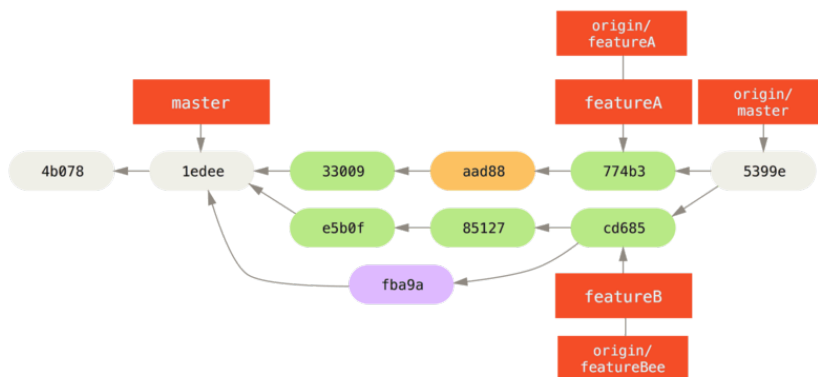 origin/
featureA
master
featureA
origin/
master
4b078
1edee
33009
aad88
774b3
5399e
e5b0f
85127
cd685
fba9a
featureB
origin/
featureBee